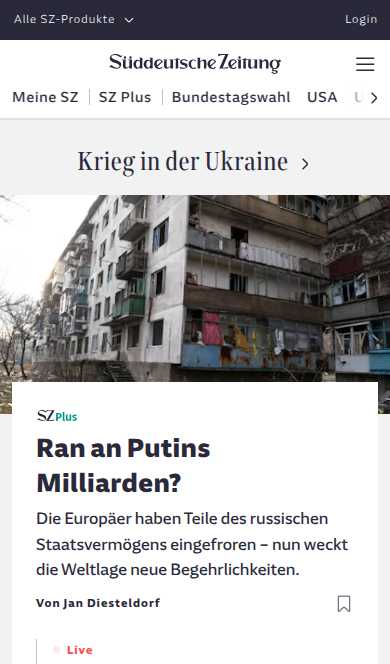 Alle SZ-Produkte
Login
Süddeutsche Zeitung
Meine SZ
SZ Plus
Bundestagswahl
USA
Krieg in der Ukraine
SZ Plus
Ran an Putins
Milliarden?
Die Europäer haben Teile des russischen
Staatsvermögens eingefroren – nun weckt
die Weltlage neue Begehrlichkeiten.
Von Jan Diesteldorf
Live